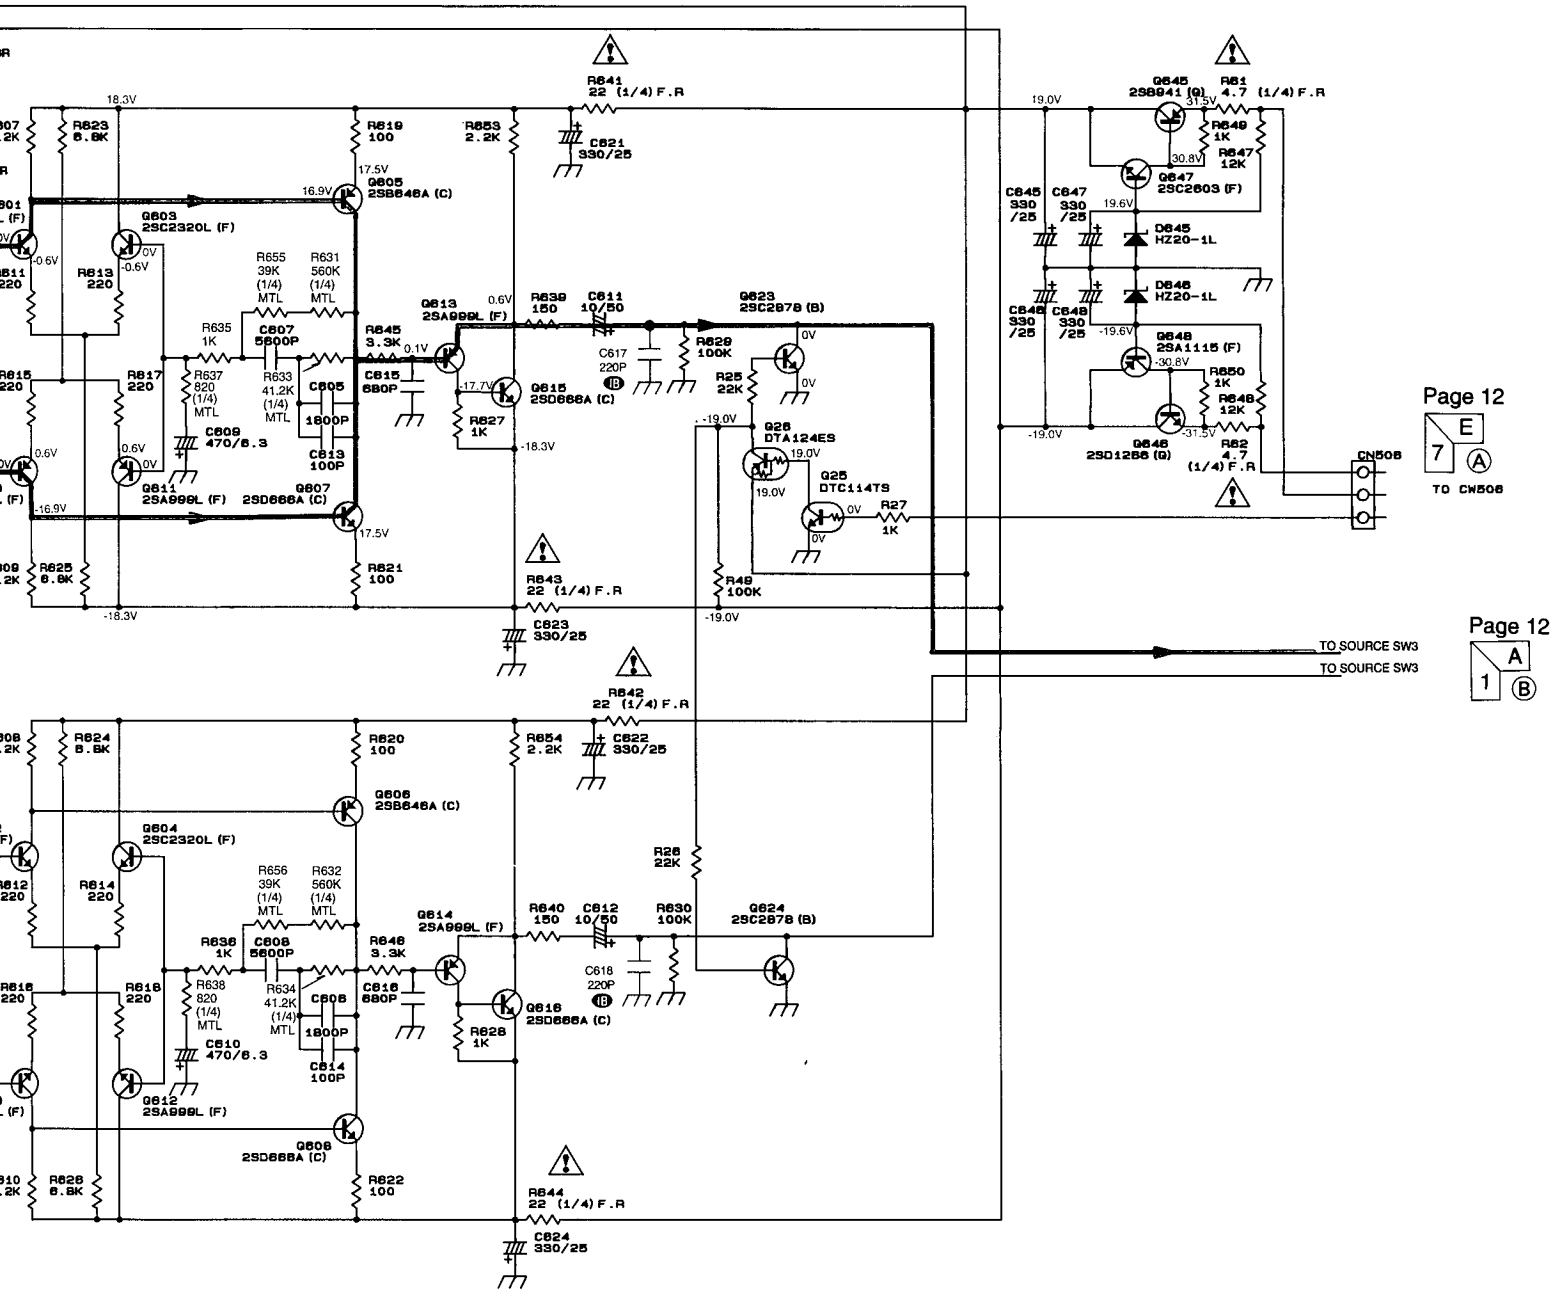 18.3V
R623
6.8K
R619
100
R653
2.2K
R641
22 (1/4) F.R
C621
330/25
17.5V
16.9V
Q605
2SB646A (C)
Q603
2SC2320L (F)
0V
-0.6V
-0.6V
R613
220
R655
39K
(1/4)
MTL
R631
560K
(1/4)
MTL
Q613
2SA999L (F)
0.6V
R639
150
C611
10/50
Q623
2SC2878 (B)
0V
R635
1K
C607
5600P
R645
3.3K
0.1V
C617
220P
R629
100K
R25
22K
0V
R617
220
R637
820
(1/4)
MTL
R633
41.2K
(1/4)
MTL
C605
1800P
C615
680P
-17.7V
Q615
2SD666A (C)
R627
1K
C609
470/6.3
C613
100P
-18.3V
0.6V
0.6V
0V
Q611
2SA999L (F)
Q607
2SD666A (C)
-16.9V
17.5V
R625
6.8K
R621
100
-18.3V
R643
22 (1/4) F.R
C623
330/25
-19.0V
Q26
DTA124ES
19.0V
19.0V
Q25
DTC114TS
0V
0V
R27
1K
R49
100K
-19.0V
19.0V
Q645
2SB941 (Q)
31.5V
R61
4.7 (1/4) F.R
R649
1K
R647
12K
30.8V
Q647
2SC2603 (F)
19.6V
C645
330
/25
C647
330
/25
D645
HZ20-1L
C646
330
/25
C648
330
/25
D646
HZ20-1L
-19.6V
Q648
2SA1115 (F)
-30.8V
R650
1K
R648
12K
-19.0V
Q646
2SD1266 (Q)
-31.5V
R62
4.7
(1/4) F.R
CN506
Page 12
E
7
A
TO CW506
Page 12
A
1
B
TO SOURCE SW3
TO SOURCE SW3
R624
6.8K
R620
100
R654
2.2K
R642
22 (1/4) F.R
C622
330/25
Q606
2SB646A (C)
Q604
2SC2320L (F)
R614
220
R656
39K
(1/4)
MTL
R632
560K
(1/4)
MTL
Q614
2SA999L (F)
R640
150
C612
10/50
R630
100K
R26
22K
Q624
2SC2878 (B)
R636
1K
C608
5600P
R646
3.3K
C618
220P
R618
220
R638
820
(1/4)
MTL
R634
41.2K
(1/4)
MTL
C606
1800P
C616
680P
Q616
2SD666A (C)
R628
1K
C610
470/6.3
C614
100P
Q612
2SA999L (F)
Q608
2SD666A (C)
R626
6.8K
R622
100
R644
22 (1/4) F.R
C624
330/25